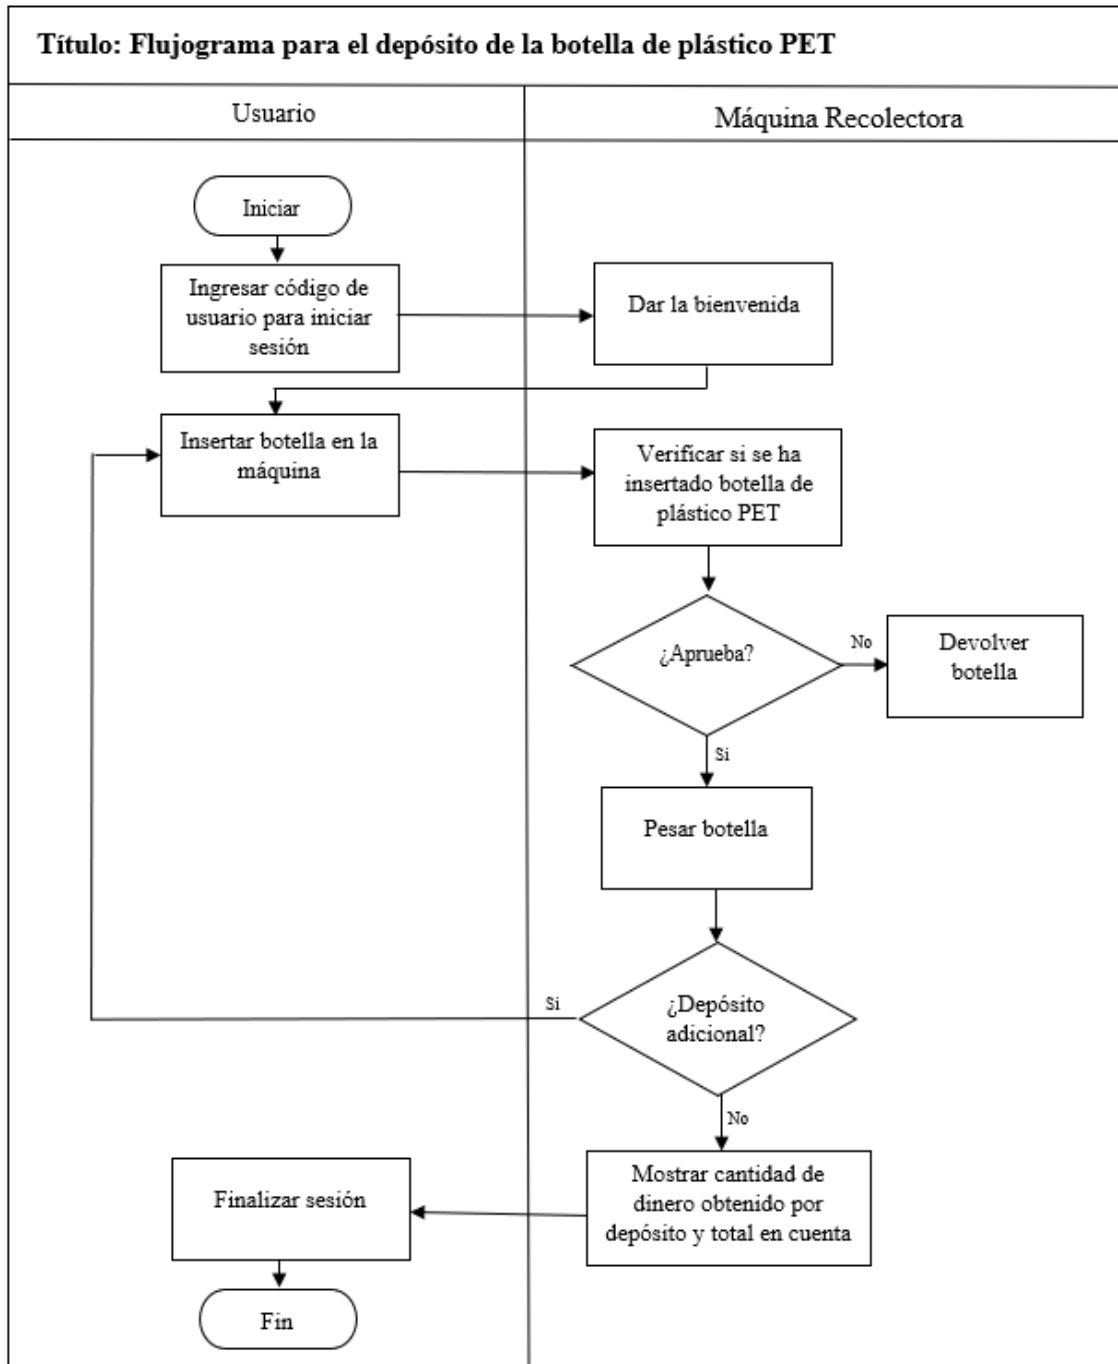 Título: Flujograma para el depósito de la botella de plástico PET
Usuario
Máquina Recolectora
Iniciar
Ingresar código de
usuario para iniciar
sesión
Dar la bienvenida
Insertar botella en la
máquina
Verificar si se ha
insertado botella de
plástico PET
¿Aprueba?
No
Devolver
botella
Si
Pesar botella
¿Depósito
adicional?
Si
No
Mostrar cantidad de
dinero obtenido por
depósito y total en cuenta
Finalizar sesión
Fin